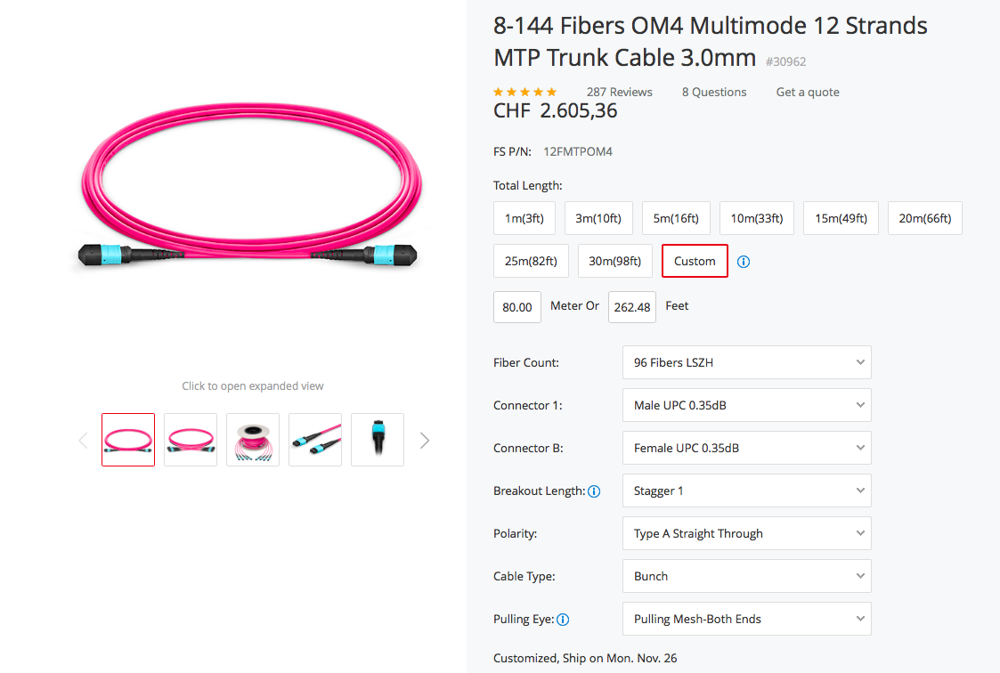 8-144 Fibers OM4 Multimode 12 Strands
MTP Trunk Cable 3.0mm #30962
287 Reviews 8 Questions Get a quote
CHF 2.605,36
FS P/N: 12FMTPOM4
Total Length:
1m(3ft) 3m(10ft) 5m(16ft) 10m(33ft) 15m(49ft) 20m(66ft)
25m(82ft) 30m(98ft) Custom
80.00 Meter Or 262.48 Feet
Fiber Count: 96 Fibers LSZH
Click to open expanded view
Connector 1: Male UPC 0.35dB
Connector B: Female UPC 0.35dB
Breakout Length: Stagger 1
Polarity: Type A Straight Through
Cable Type: Bunch
Pulling Eye: Pulling Mesh-Both Ends
Customized, Ship on Mon. Nov. 26